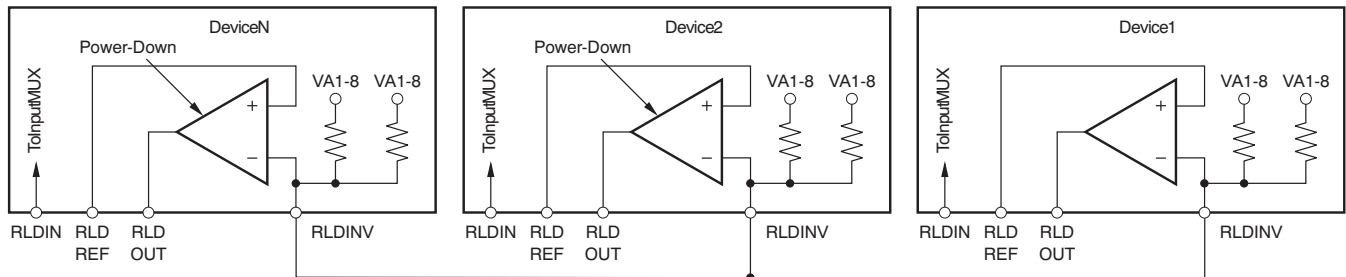 DeviceN
Power-Down
VA1-8 VA1-8
ToInputMUX
+
−
RLDIN RLD REF RLD OUT RLDINV
Device2
Power-Down
VA1-8 VA1-8
ToInputMUX
+
−
RLDIN RLD REF RLD OUT RLDINV
Device1
VA1-8 VA1-8
ToInputMUX
+
−
RLDIN RLD REF RLD OUT RLDINV